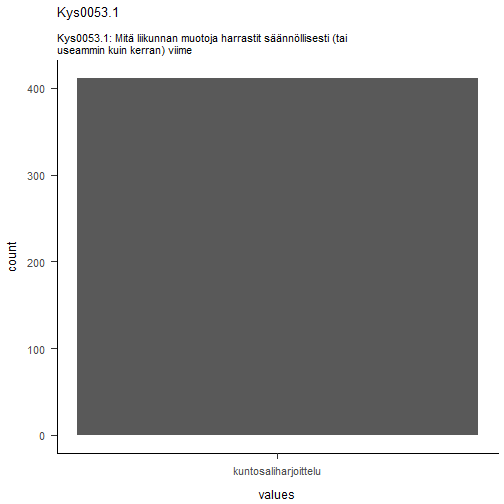 Kys0053.1
Kys0053.1: Mitä liikunnan muotoja harrastit säännöllisesti (tai
useammin kuin kerran) viime
400
300
200
100
0
count
kuntosaliharjoittelu
values